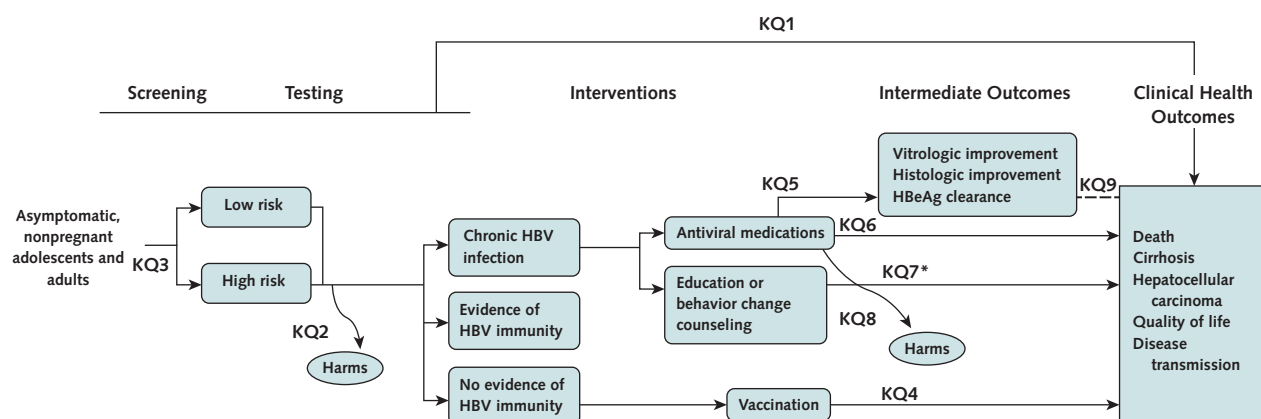 KQ1
Screening
Testing
Interventions
Intermediate Outcomes
Clinical Health
Outcomes
Asymptomatic,
nonpregnant
adolescents and
adults
KQ3
Low risk
High risk
KQ2
Harms
Chronic HBV
infection
Evidence of
HBV immunity
No evidence of
HBV immunity
Antiviral medications
Education or
behavior change
counseling
Vaccination
KQ5
Vitrologic improvement
Histologic improvement
HBeAg clearance
KQ9
KQ6
KQ7*
KQ8
Harms
KQ4
Death
Cirrhosis
Hepatocellular
carcinoma
Quality of life
Disease
transmission